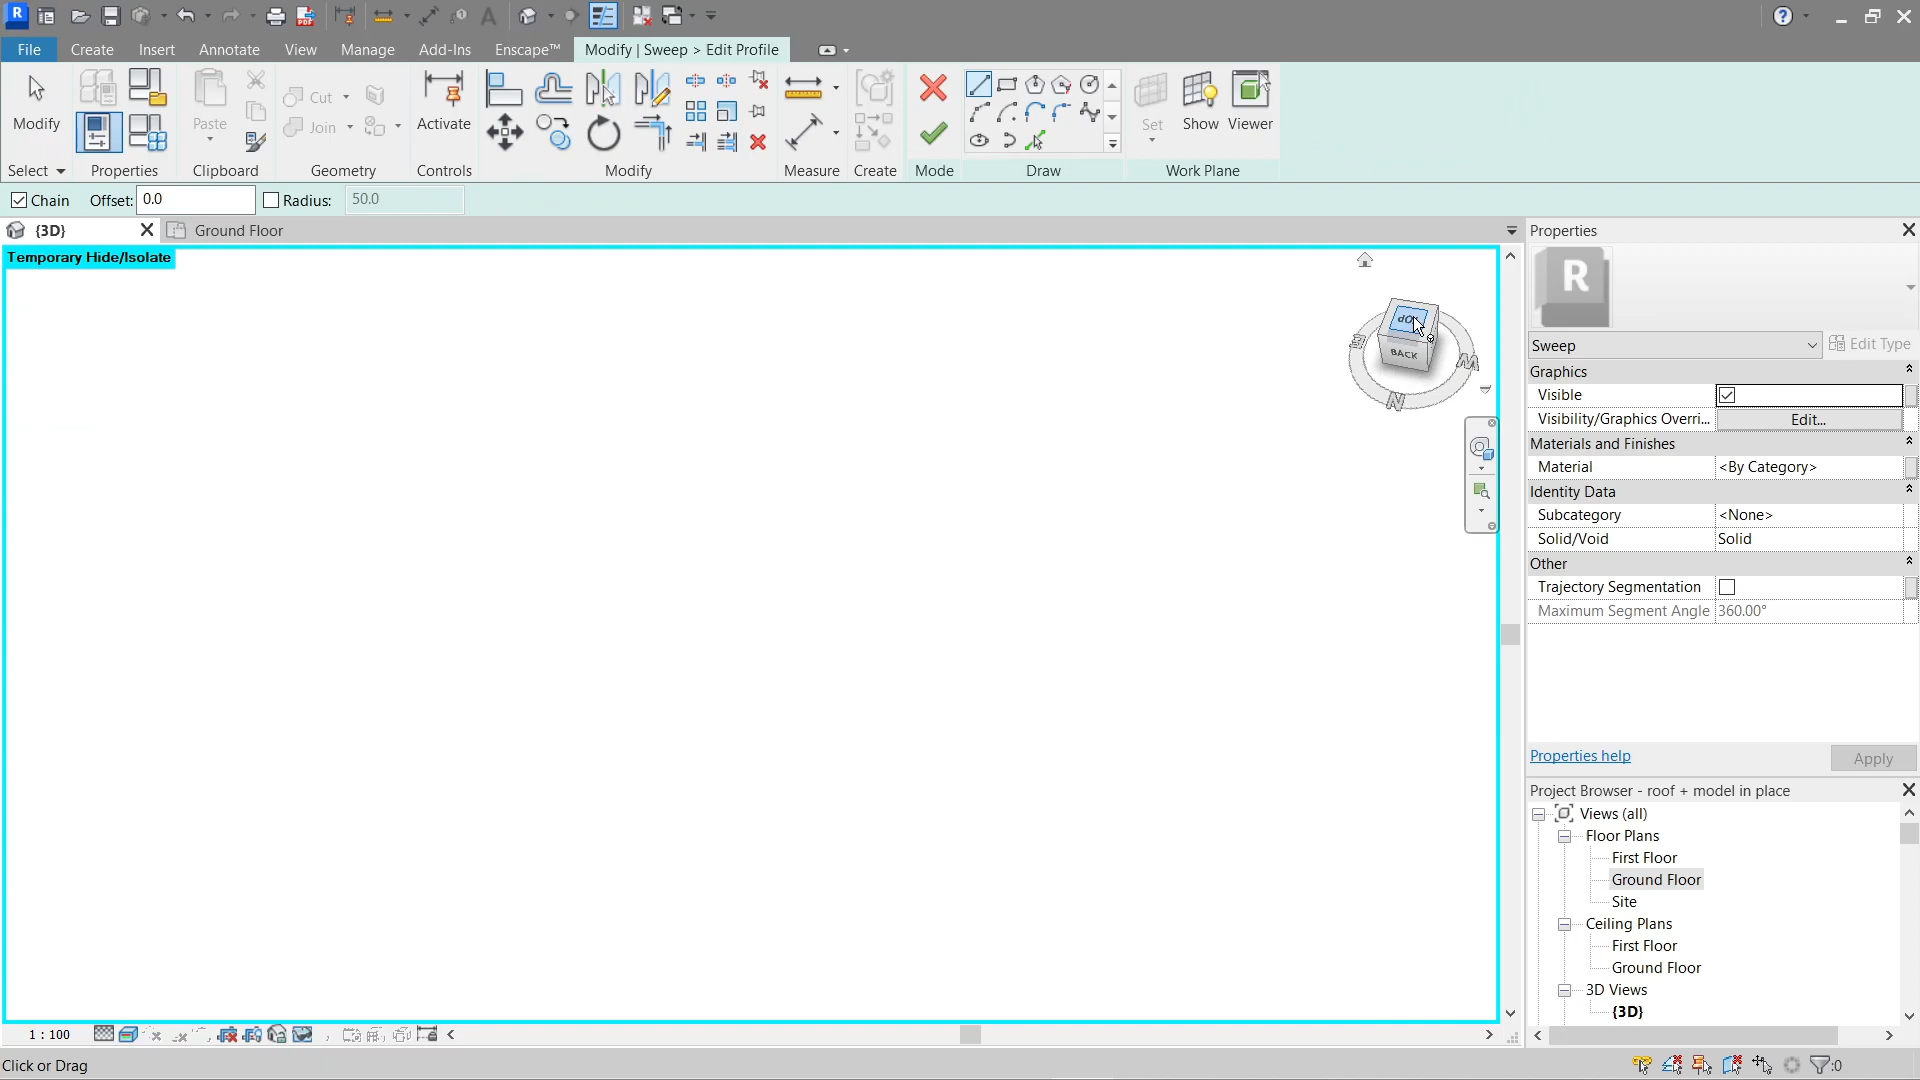 File Create Insert Annotate View Manage Add-Ins Enscape™ Modify | Sweep > Edit Profile
Modify Paste Cut Join Activate Set Show Viewer
Select Properties Clipboard Geometry Controls Modify Measure Create Mode Draw Work Plane
Chain Offset: 0.0 Radius: 50.0
{3D} Ground Floor
Temporary Hide/Isolate
BACK
E
W
N
1 : 100
Click or Drag
Properties
R
Sweep Edit Type
Graphics
Visible
Visibility/Graphics Overri... Edit...
Materials and Finishes
Material <By Category>
Identity Data
Subcategory <None>
Solid/Void Solid
Other
Trajectory Segmentation
Maximum Segment Angle 360.00°
Properties help Apply
Project Browser - roof + model in place
Views (all)
Floor Plans
First Floor
Ground Floor
Site
Ceiling Plans
First Floor
Ground Floor
3D Views
{3D}
:0